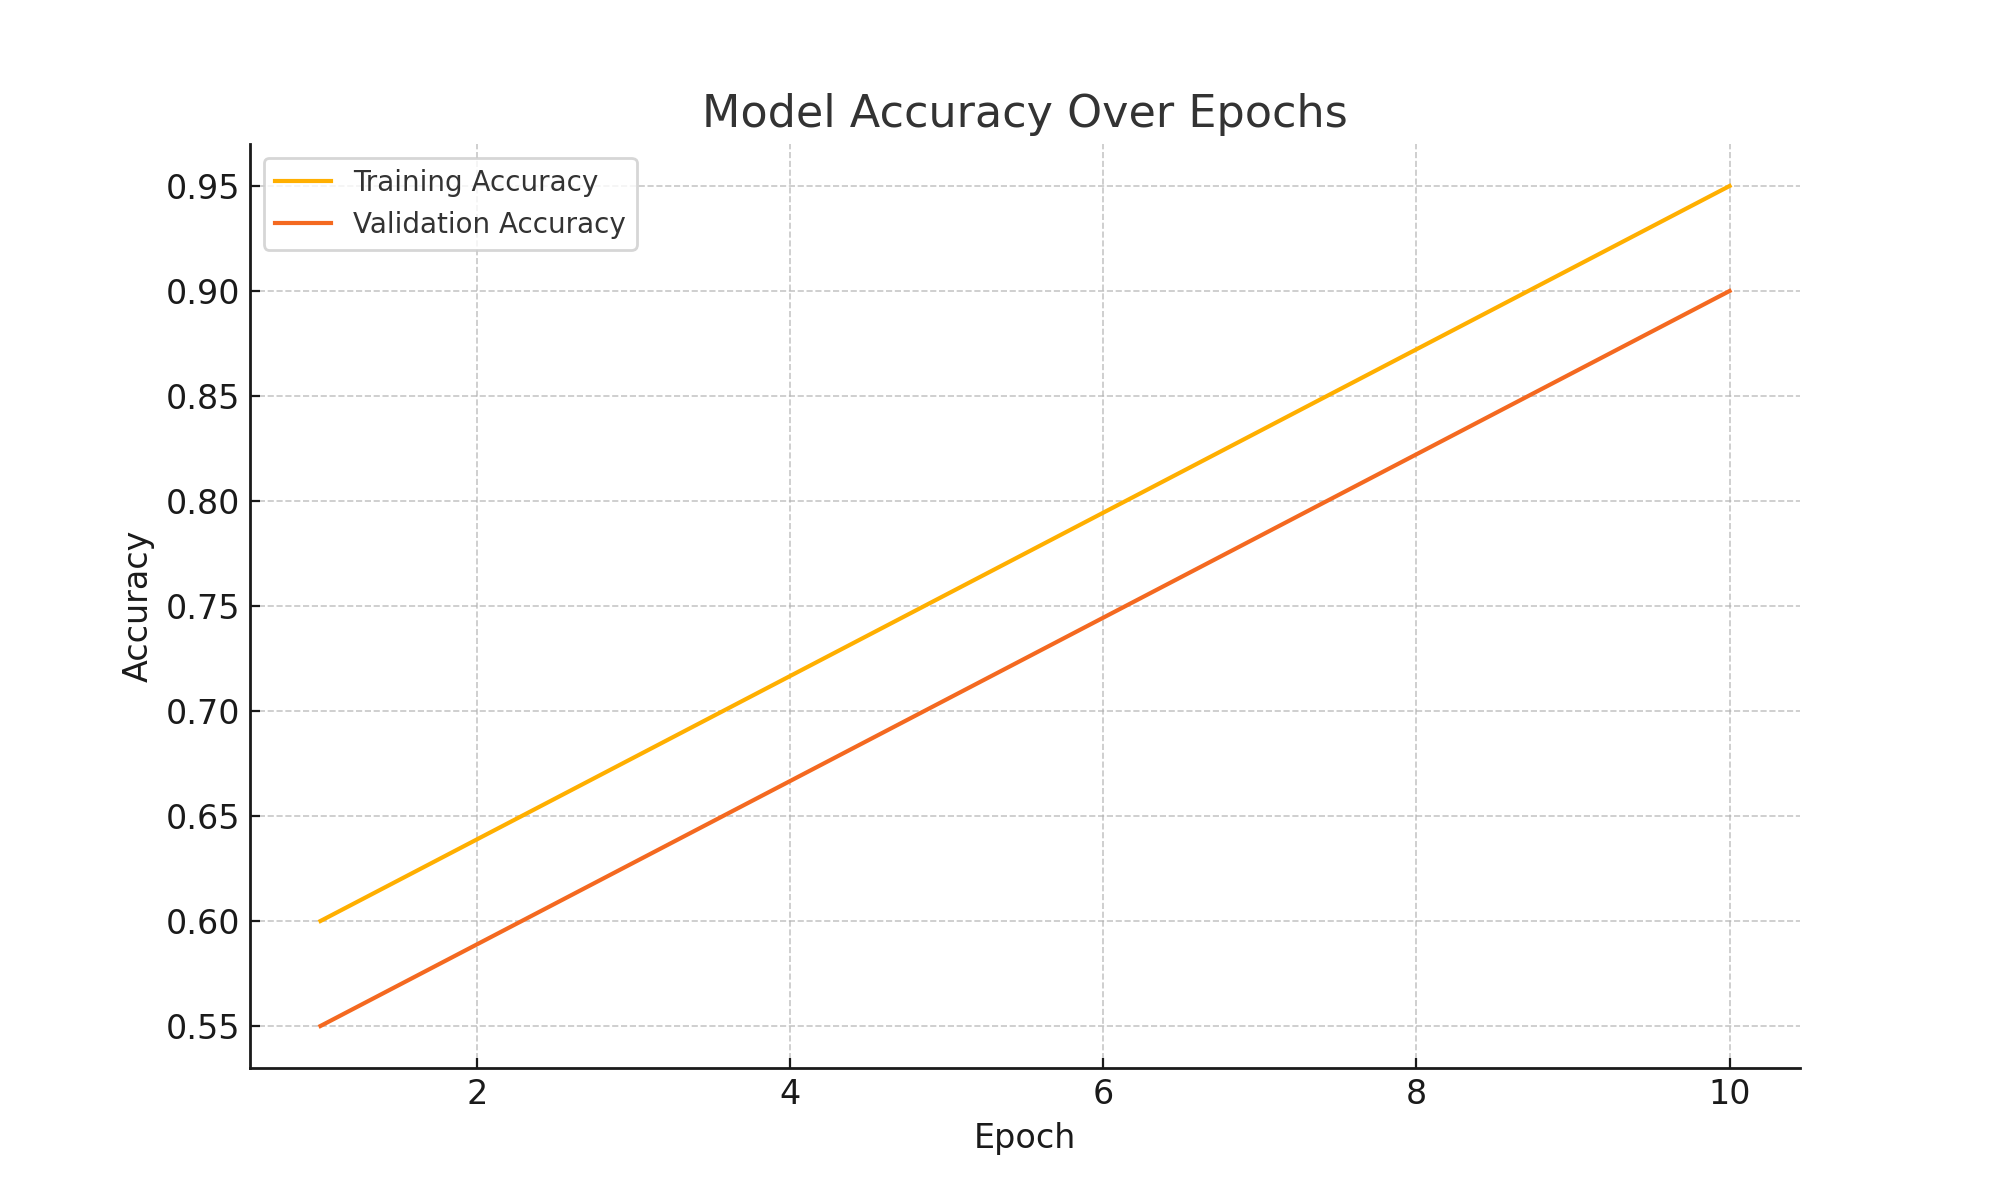 Model Accuracy Over Epochs
Training Accuracy
Validation Accuracy
0.95
0.90
0.85
0.80
0.75
0.70
0.65
0.60
0.55
Accuracy
2 4 6 8 10
Epoch